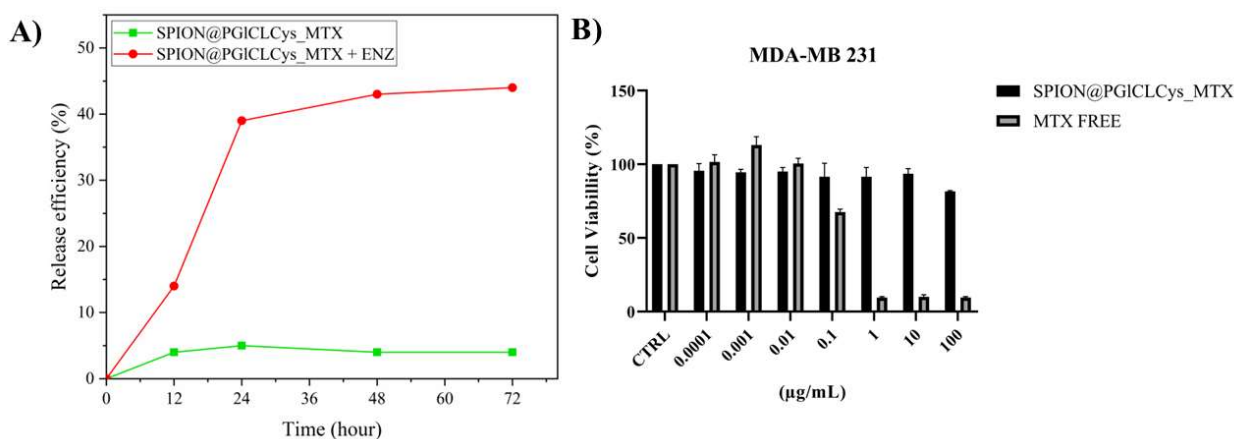 A)
SPION@PGlCLCys_MTX
SPION@PGlCLCys_MTX + ENZ
Release efficiency (%)
50
40
30
20
10
0
0 12 24 36 48 60 72
Time (hour)
B)
MDA-MB 231
SPION@PGlCLCys_MTX
MTX FREE
Cell Viabillity (%)
150
100
50
0
CTRL 0.0001 0.001 0.01 0.1 1 10 100
(µg/mL)